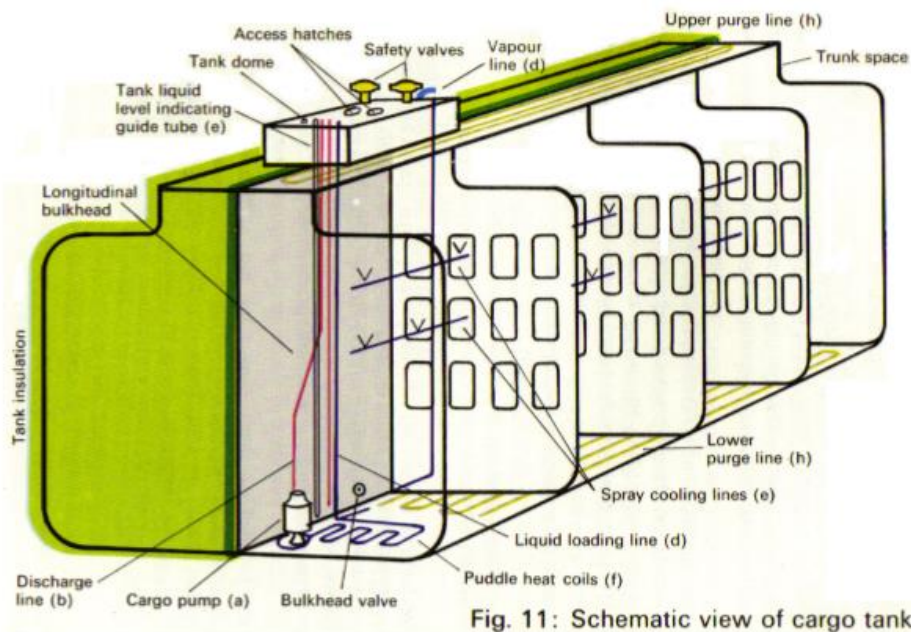 Upper purge line (h)
Access hatches
Safety valves
Vapour
line (d)
Trunk space
Tank dome
Tank liquid
level indicating
guide tube (e)
Longitudinal
bulkhead
Tank insulation
Lower
purge line (h)
Spray cooling lines (e)
Liquid loading line (d)
Puddle heat coils (f)
Discharge
line (b)
Cargo pump (a)
Bulkhead valve
Fig. 11: Schematic view of cargo tank